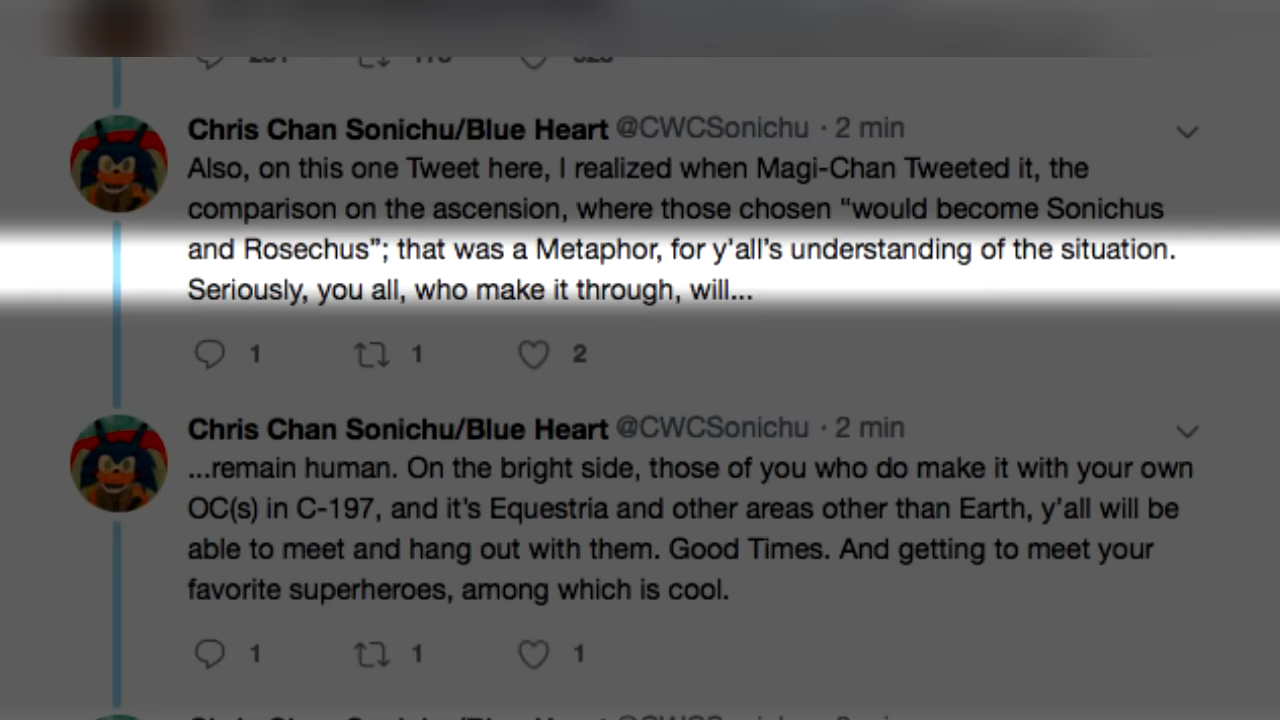 Chris Chan Sonichu/Blue Heart @CWCSonichu · 2 min
Also, on this one Tweet here, I realized when Magi-Chan Tweeted it, the
comparison on the ascension, where those chosen “would become Sonichus
and Rosechus”; that was a Metaphor, for y’all’s understanding of the situation.
Seriously, you all, who make it through, will...
1 1 2
Chris Chan Sonichu/Blue Heart @CWCSonichu · 2 min
...remain human. On the bright side, those of you who do make it with your own
OC(s) in C-197, and it’s Equestria and other areas other than Earth, y’all will be
able to meet and hang out with them. Good Times. And getting to meet your
favorite superheroes, among which is cool.
1 1 1